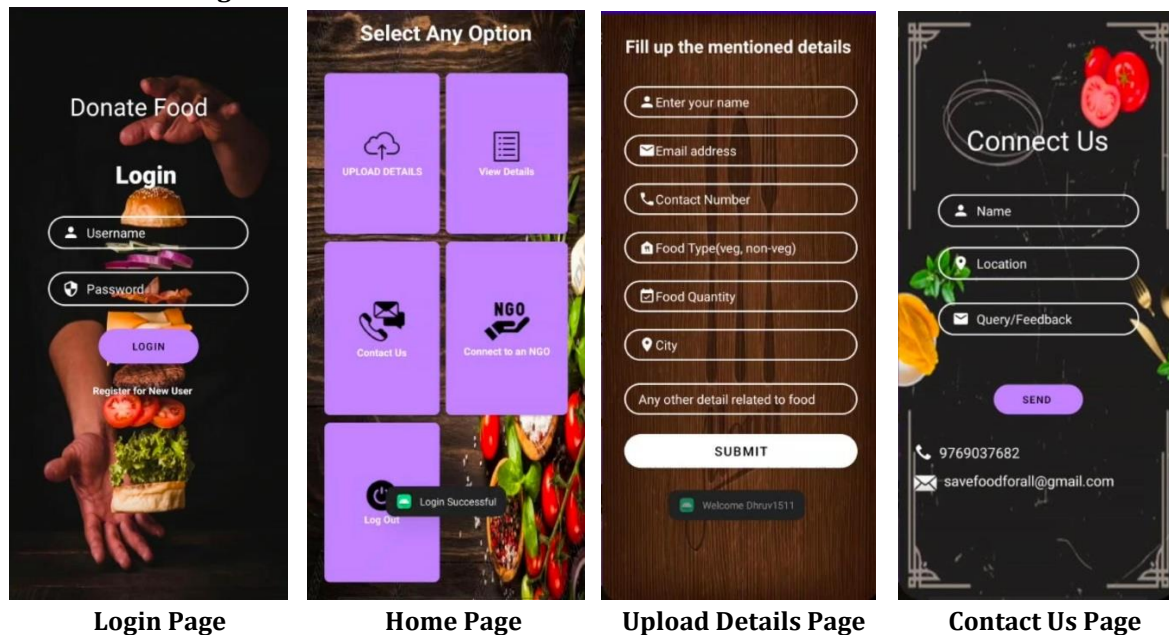 Donate Food
Login
Username
Password
LOGIN
Register for New User
Select Any Option
UPLOAD DETAILS
View Details
Contact Us
NGO
Connect to an NGO
Log Out
Login Successful
Fill up the mentioned details
Enter your name
Email address
Contact Number
Food Type(veg, non-veg)
Food Quantity
City
Any other detail related to food
SUBMIT
Welcome Dhruv1511
Connect Us
Name
Location
Query/Feedback
SEND
9769037682
savefoodforall@gmail.com
Login Page
Home Page
Upload Details Page
Contact Us Page